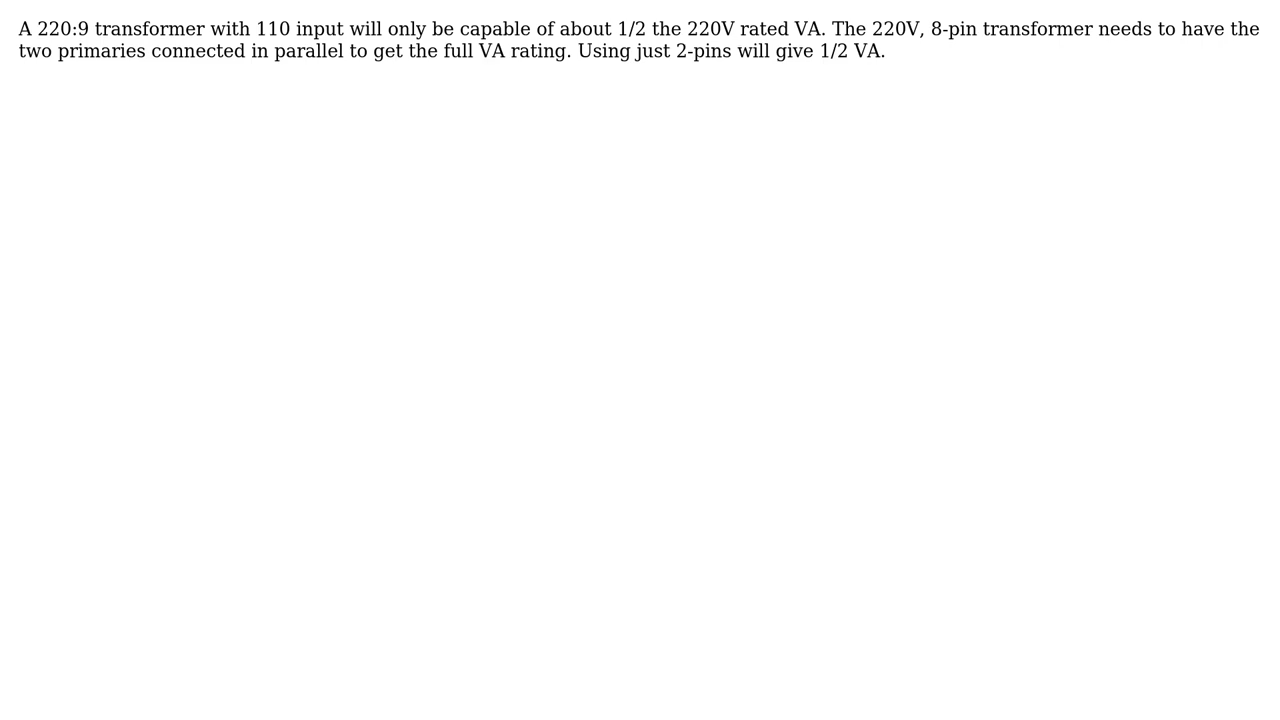 A 220:9 transformer with 110 input will only be capable of about 1/2 the 220V rated VA. The 220V, 8-pin transformer needs to have the
two primaries connected in parallel to get the full VA rating. Using just 2-pins will give 1/2 VA.